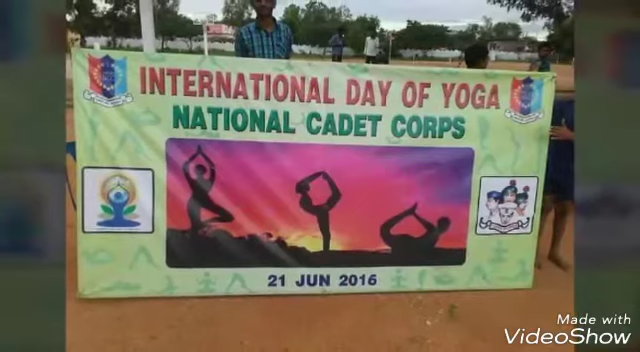 INTERNATIONAL DAY OF YOGA
NATIONAL CADET CORPS
21 JUN 2016
Made with
VideoShow